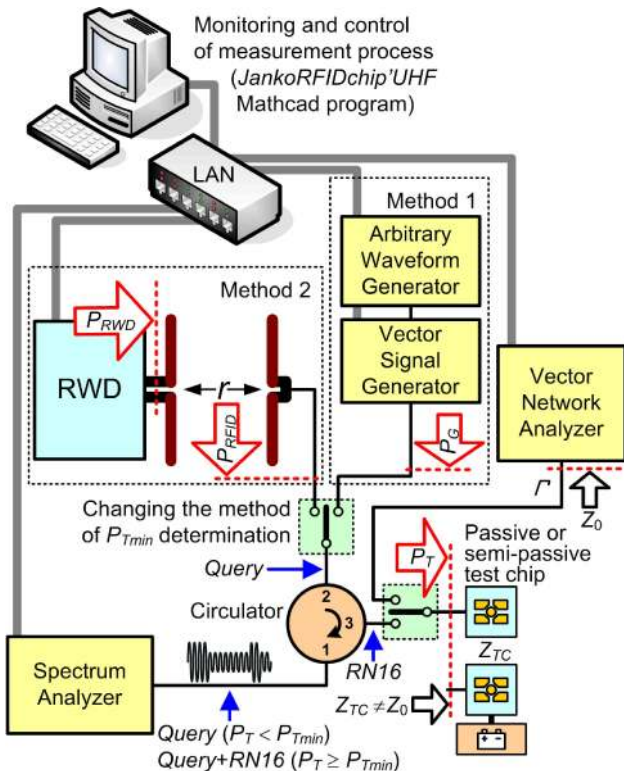 Monitoring and control
of measurement process
(JankoRFIDchip'UHF
Mathcad program)
LAN
Method 1
Arbitrary
Waveform
Generator
Method 2
P_RWD
RWD
r
P_RFID
Vector
Signal
Generator
P_G
Vector
Network
Analyzer
Γ
Z_0
Changing the method
of P_Tmin determination
P_T
Passive or
semi-passive
test chip
Query
Circulator
2
3
1
RN16
Z_TC
Z_TC ≠ Z_0
Spectrum
Analyzer
Query (P_T < P_Tmin)
Query+RN16 (P_T ≥ P_Tmin)